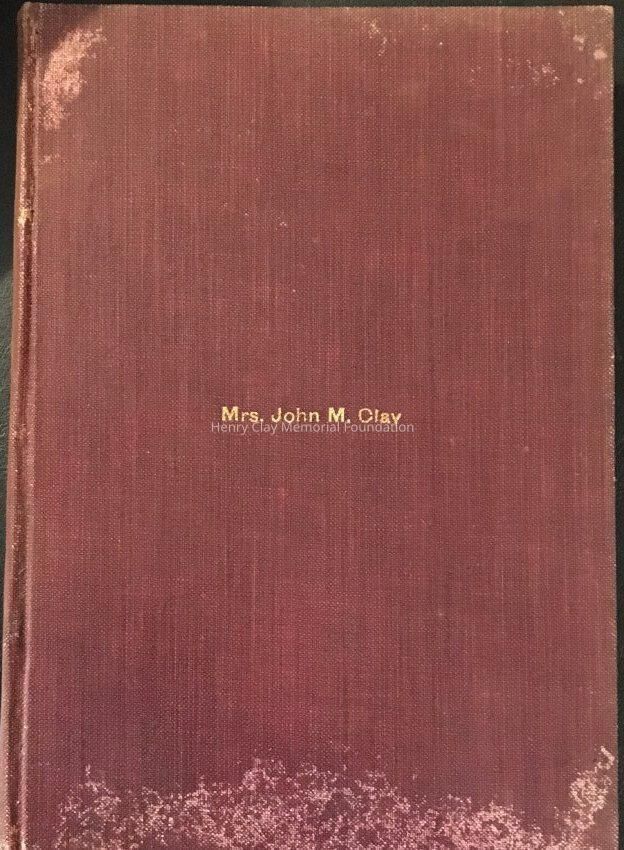 Mrs. John M. Clay
Henry Clay Memorial Foundation